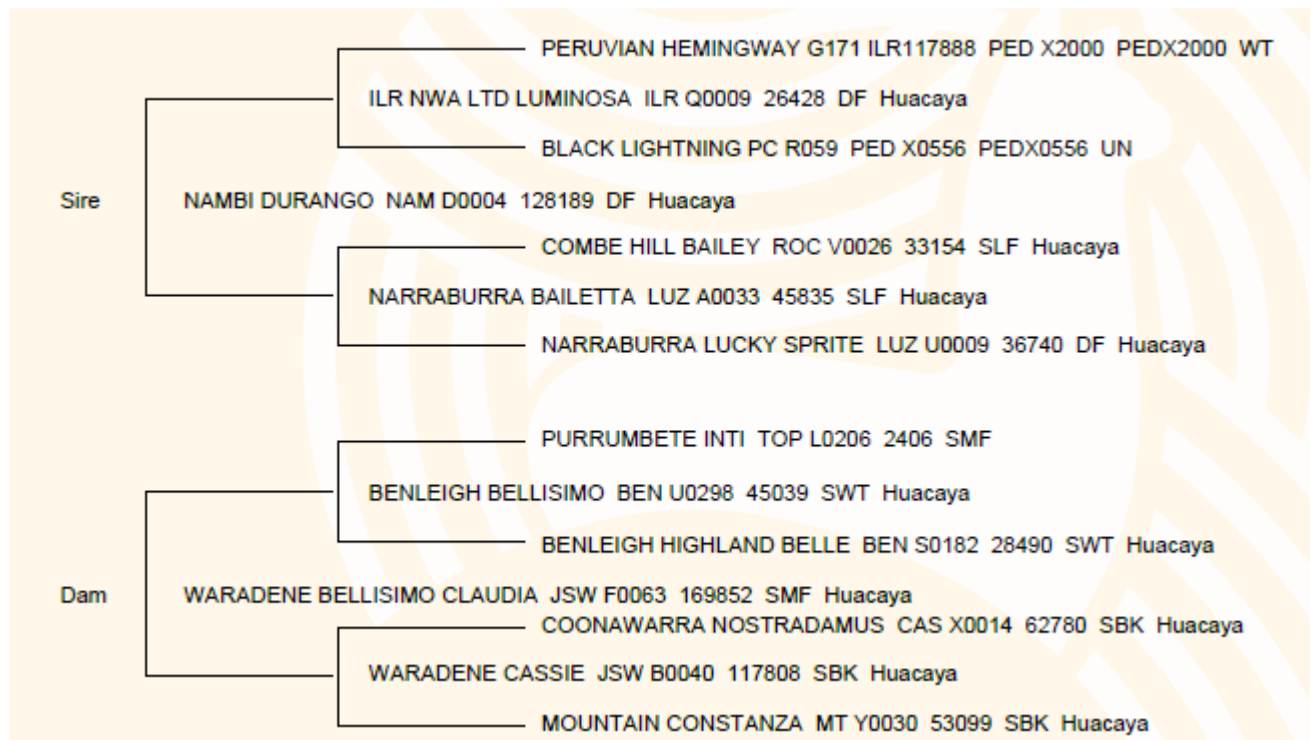 PERUVIAN HEMINGWAY G171 ILR117888 PED X2000 PEDX2000 WT
ILR NWA LTD LUMINOSA ILR Q0009 26428 DF Huacaya
BLACK LIGHTNING PC R059 PED X0556 PEDX0556 UN
Sire NAMBI DURANGO NAM D0004 128189 DF Huacaya
COMBE HILL BAILEY ROC V0026 33154 SLF Huacaya
NARRABURRA BAILETTA LUZ A0033 45835 SLF Huacaya
NARRABURRA LUCKY SPRITE LUZ U0009 36740 DF Huacaya
PURRUMBETE INTI TOP L0206 2406 SMF
BENLEIGH BELLISIMO BEN U0298 45039 SWT Huacaya
BENLEIGH HIGHLAND BELLE BEN S0182 28490 SWT Huacaya
Dam WARADENE BELLISIMO CLAUDIA JSW F0063 169852 SMF Huacaya
COONAWARRA NOSTRADAMUS CAS X0014 62780 SBK Huacaya
WARADENE CASSIE JSW B0040 117808 SBK Huacaya
MOUNTAIN CONSTANZA MT Y0030 53099 SBK Huacaya